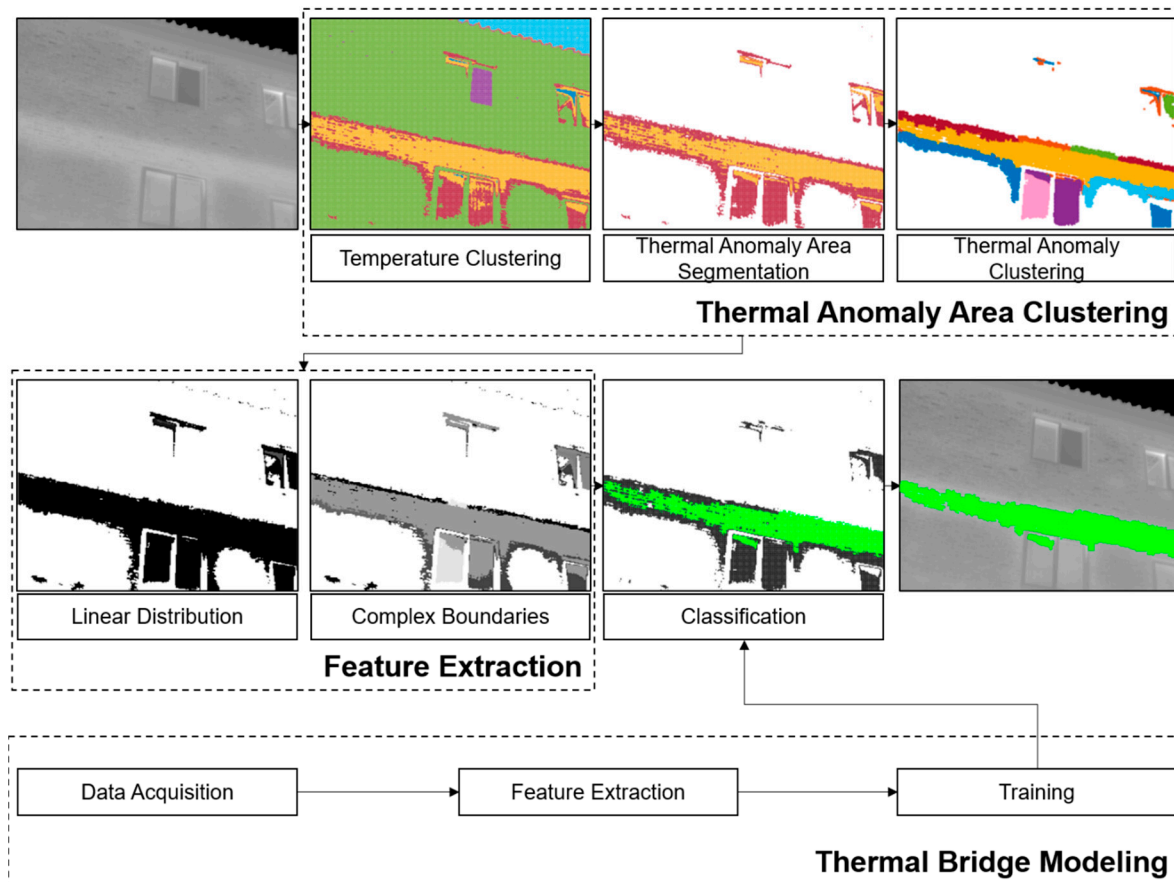 Temperature Clustering
Thermal Anomaly Area
Segmentation
Thermal Anomaly
Clustering
Thermal Anomaly Area Clustering
Linear Distribution
Complex Boundaries
Classification
Feature Extraction
Data Acquisition
Feature Extraction
Training
Thermal Bridge Modeling